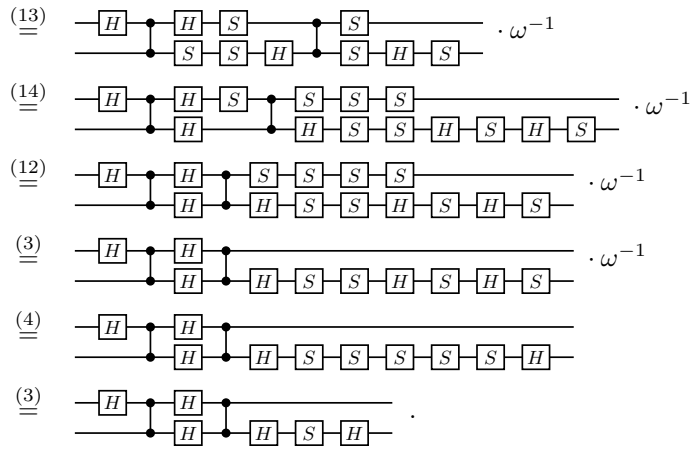 (13) = H H S S · ω⁻¹
S S H S H S
(14) = H H S S S S · ω⁻¹
H H S S H S H S
(12) = H H S S S S · ω⁻¹
H H S S H S H S
(3) = H H · ω⁻¹
H H S S H S H S
(4) = H H
H H S S S S S H
(3) = H H .
H H S H